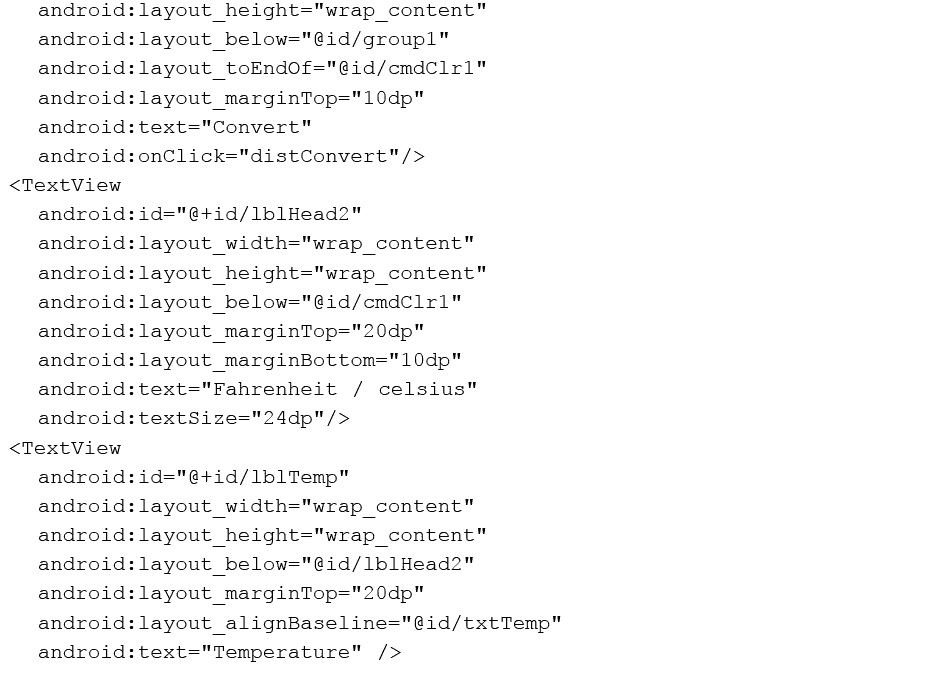 android:layout_height="wrap_content"
android:layout_below="@id/group1"
android:layout_toEndOf="@id/cmdClr1"
android:layout_marginTop="10dp"
android:text="Convert"
android:onClick="distConvert"/>
<TextView
android:id="@+id/lblHead2"
android:layout_width="wrap_content"
android:layout_height="wrap_content"
android:layout_below="@id/cmdClr1"
android:layout_marginTop="20dp"
android:layout_marginBottom="10dp"
android:text="Fahrenheit / celsius"
android:textSize="24dp"/>
<TextView
android:id="@+id/lblTemp"
android:layout_width="wrap_content"
android:layout_height="wrap_content"
android:layout_below="@id/lblHead2"
android:layout_marginTop="20dp"
android:layout_alignBaseline="@id/txtTemp"
android:text="Temperature" />